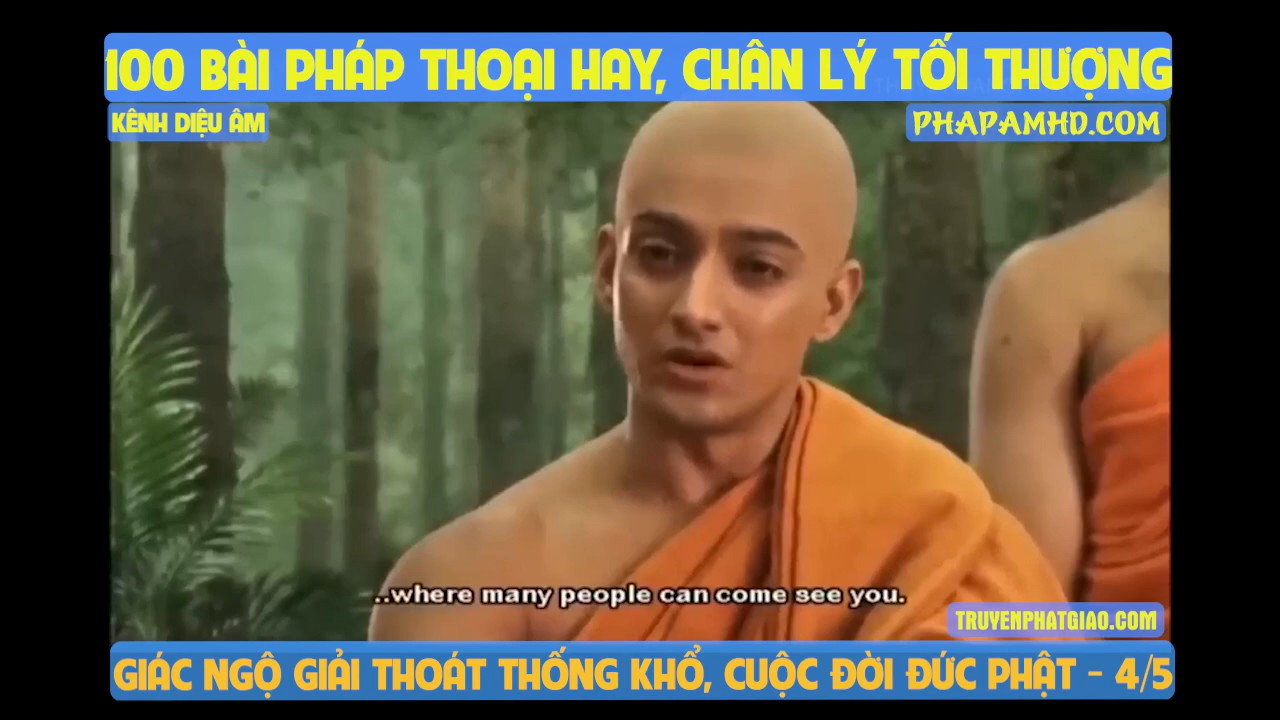 100 BÀI PHÁP THOẠI HAY, CHÂN LÝ TỐI THƯỢNG
KÊNH DIỆU ÂM
PHAPAMHD.COM
..where many people can come see you.
TRUYENPHATGIAO.COM
GIÁC NGỘ GIẢI THOÁT THỐNG KHỔ, CUỘC ĐỜI ĐỨC PHẬT - 4/5